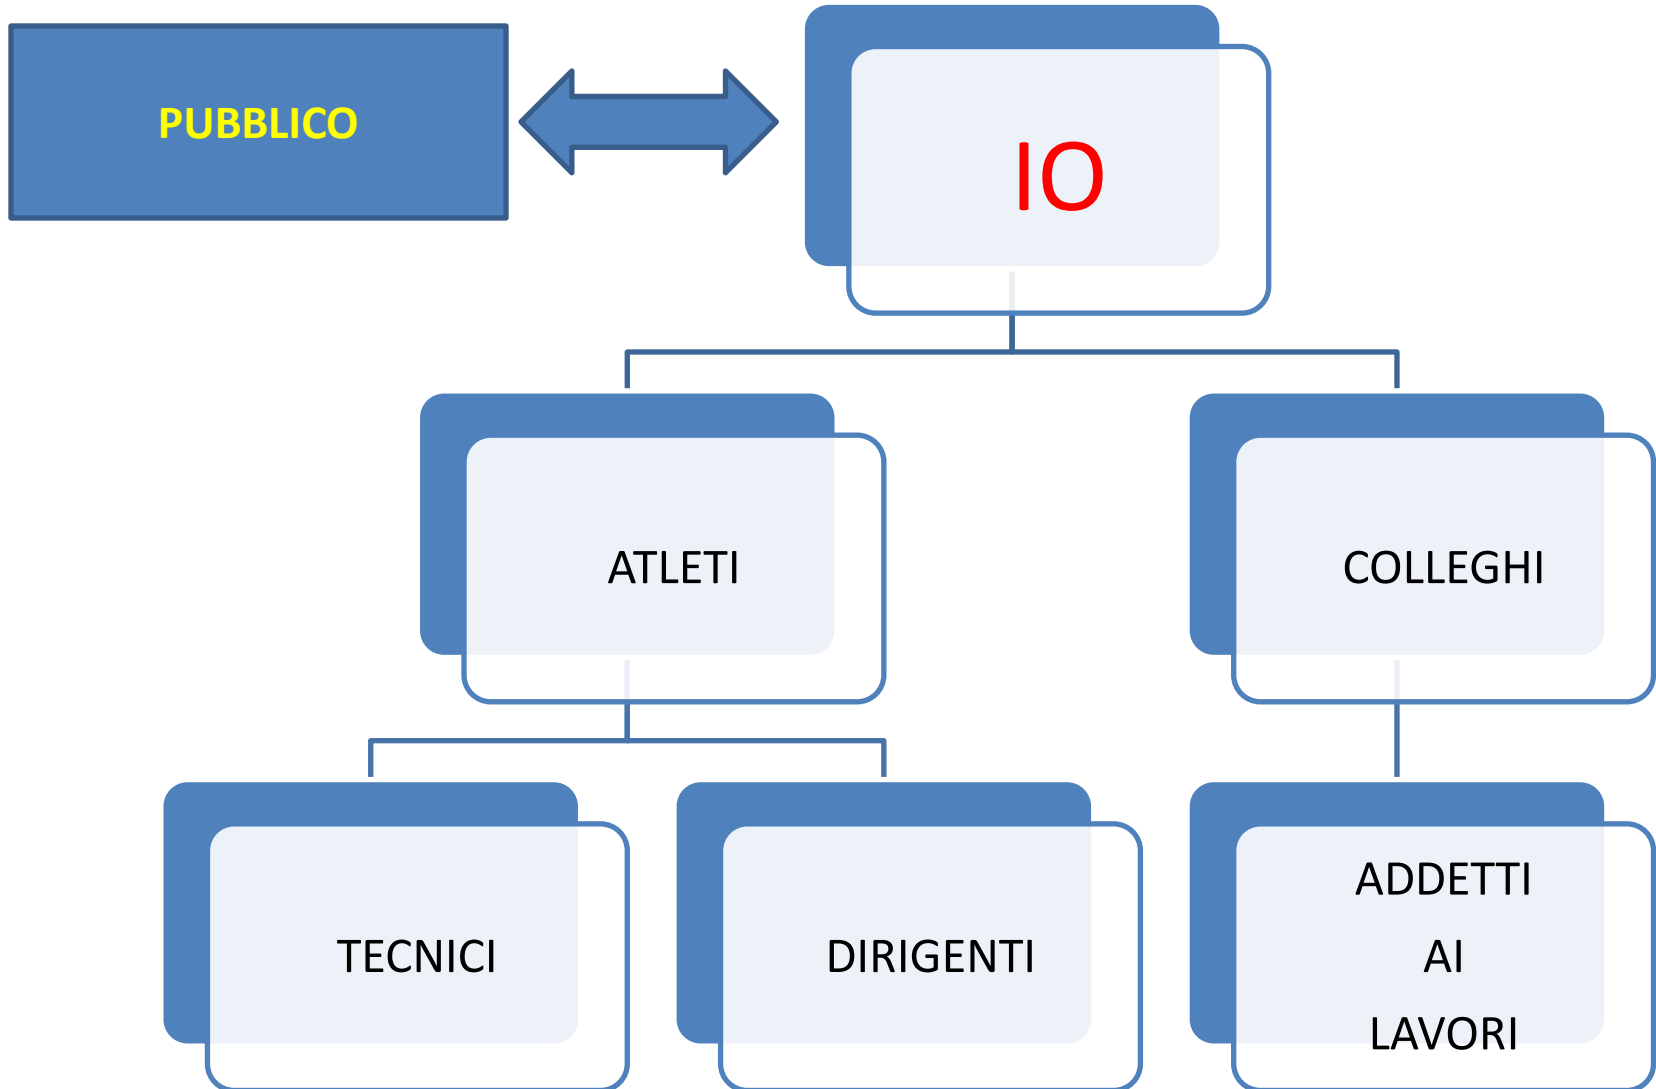 PUBBLICO
IO
ATLETI
COLLEGHI
TECNICI
DIRIGENTI
ADDETTI
AI
LAVORI